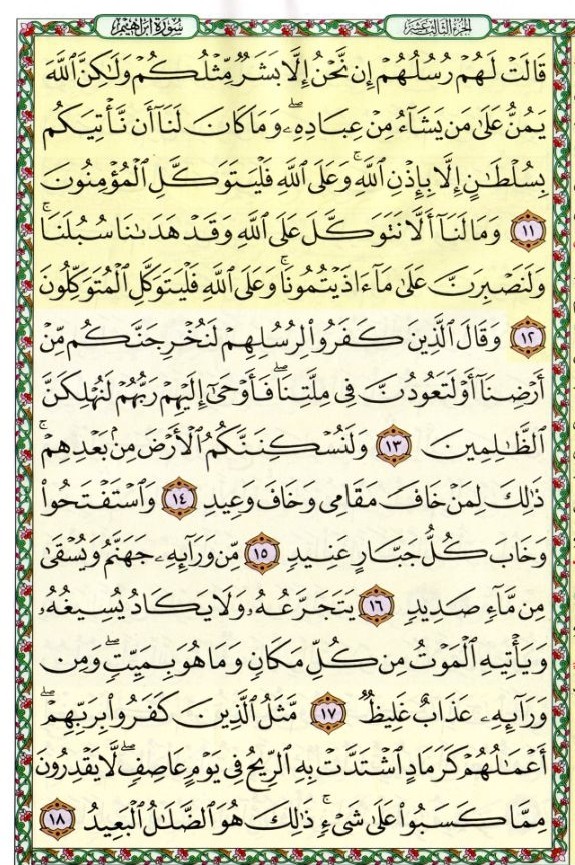 الجزء الثالث عشر
سورة ابراهيم
قَالَتْ لَهُمْ رُسُلُهُمْ إِن نَّحْنُ إِلَّا بَشَرٌ مِّثْلُكُمْ وَلَٰكِنَّ ٱللَّهَ
يَمُنُّ عَلَىٰ مَن يَشَآءُ مِنْ عِبَادِهِۦۖ وَمَا كَانَ لَنَآ أَن نَّأْتِيَكُم
بِسُلْطَٰنٍ إِلَّا بِإِذْنِ ٱللَّهِۚ وَعَلَى ٱللَّهِ فَلْيَتَوَكَّلِ ٱلْمُؤْمِنُونَ
١١ وَمَا لَنَآ أَلَّا نَتَوَكَّلَ عَلَى ٱللَّهِ وَقَدْ هَدَىٰنَا سُبُلَنَاۚ
وَلَنَصْبِرَنَّ عَلَىٰ مَآ ءَاذَيْتُمُونَاۚ وَعَلَى ٱللَّهِ فَلْيَتَوَكَّلِ ٱلْمُتَوَكِّلُونَ
١٢ وَقَالَ ٱلَّذِينَ كَفَرُوا۟ لِرُسُلِهِمْ لَنُخْرِجَنَّكُم مِّنْ
أَرْضِنَآ أَوْ لَتَعُودُنَّ فِى مِلَّتِنَاۖ فَأَوْحَىٰٓ إِلَيْهِمْ رَبُّهُمْ لَنُهْلِكَنَّ
ٱلظَّٰلِمِينَ ١٣ وَلَنُسْكِنَنَّكُمُ ٱلْأَرْضَ مِنۢ بَعْدِهِمْۚ
ذَٰلِكَ لِمَنْ خَافَ مَقَامِى وَخَافَ وَعِيدِ ١٤ وَٱسْتَفْتَحُوا۟
وَخَابَ كُلُّ جَبَّارٍ عَنِيدٍ ١٥ مِّن وَرَآئِهِۦ جَهَنَّمُ وَيُسْقَىٰ
مِن مَّآءٍ صَدِيدٍ ١٦ يَتَجَرَّعُهُۥ وَلَا يَكَادُ يُسِيغُهُۥ
وَيَأْتِيهِ ٱلْمَوْتُ مِن كُلِّ مَكَانٍ وَمَا هُوَ بِمَيِّتٍۖ وَمِن
وَرَآئِهِۦ عَذَابٌ غَلِيظٌ ١٧ مَّثَلُ ٱلَّذِينَ كَفَرُوا۟ بِرَبِّهِمْۖ
أَعْمَٰلُهُمْ كَرَمَادٍ ٱشْتَدَّتْ بِهِ ٱلرِّيحُ فِى يَوْمٍ عَاصِفٍۖ لَّا يَقْدِرُونَ
مِمَّا كَسَبُوا۟ عَلَىٰ شَىْءٍۚ ذَٰلِكَ هُوَ ٱلضَّلَٰلُ ٱلْبَعِيدُ ١٨